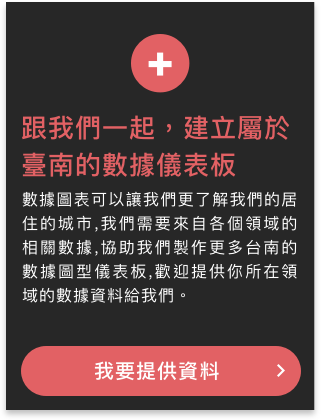 跟我們一起，建立屬於
臺南的數據儀表板
數據圖表可以讓我們更了解我們的居
住的城市,我們需要來自各個領域的
相關數據,協助我們製作更多台南的
數據圖型儀表板,歡迎提供你所在領
域的數據資料給我們。
我要提供資料